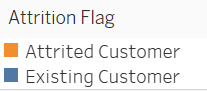 Attrition Flag
Attrited Customer
Existing Customer